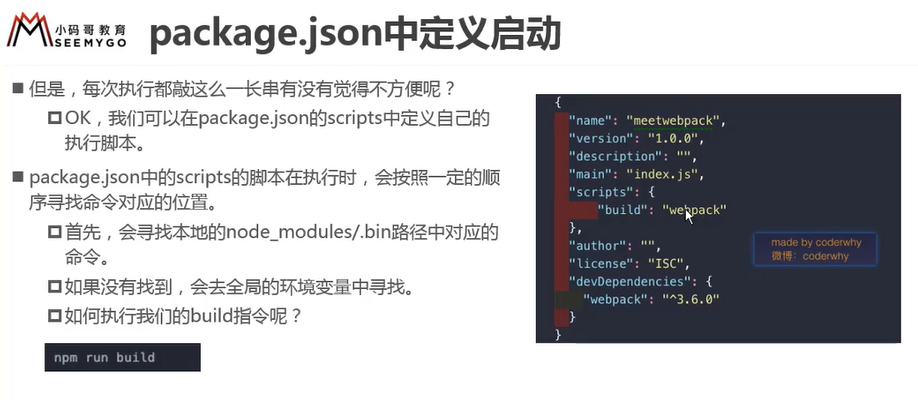 小码哥教育
SEEMYGO
package.json中定义启动
但是，每次执行都敲这么一长串有没有觉得不方便呢？
OK，我们可以在package.json的scripts中定义自己的
执行脚本。
package.json中的scripts的脚本在执行时，会按照一定的顺
序寻找命令对应的位置。
首先，会寻找本地的node_modules/.bin路径中对应的
命令。
如果没有找到，会去全局的环境变量中寻找。
如何执行我们的build指令呢？
npm run build
{
"name": "meetwebpack",
"version": "1.0.0",
"description": "",
"main": "index.js",
"scripts": {
"build": "webpack"
},
"author": "",
"license": "ISC",
"devDependencies": {
"webpack": "^3.6.0"
}
}
made by coderwhy
微博：coderwhy